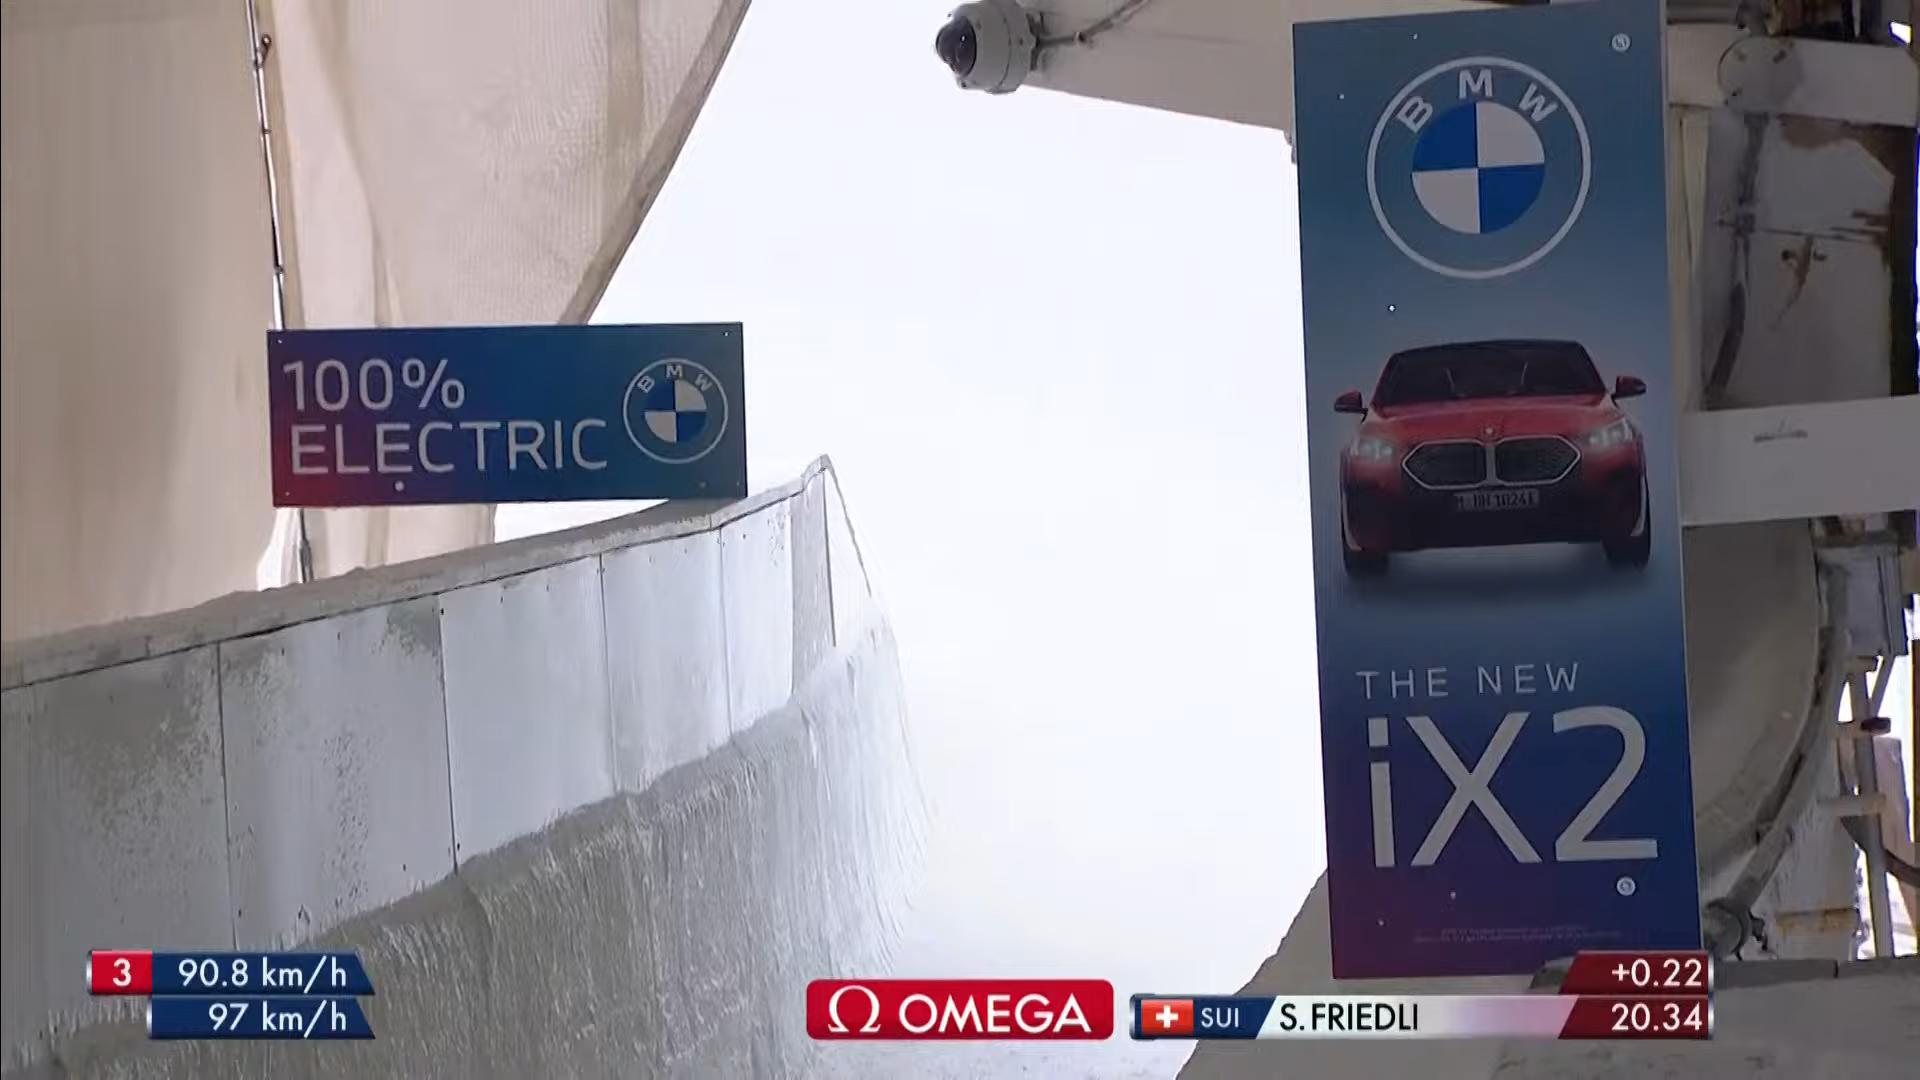 BMW
100%
ELECTRIC
BMW
THE NEW
iX2
3 90.8 km/h
97 km/h
Ω OMEGA
+0.22
SUI S. FRIEDLI 20.34